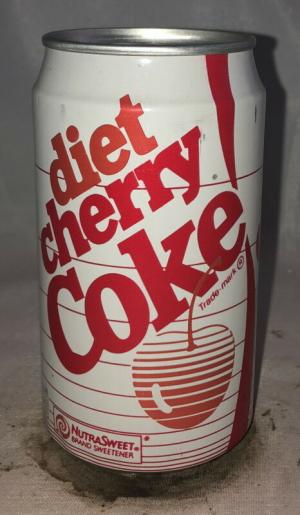 diet
cherry
Coke
Trade-mark ®
NUTRASWEET®
BRAND SWEETENER